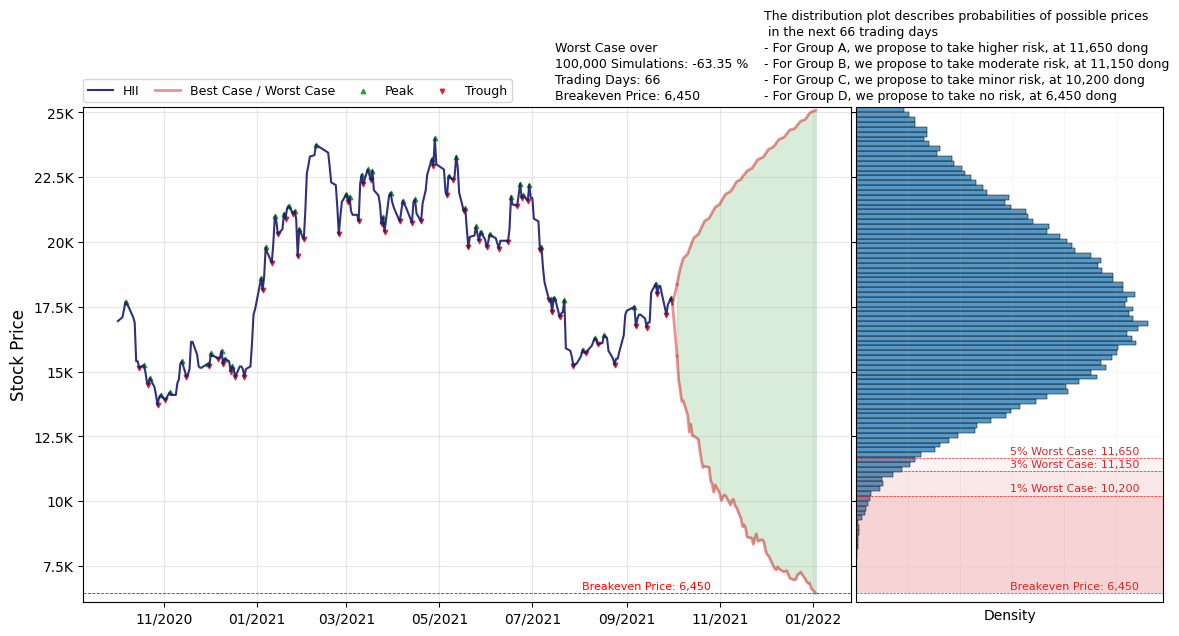 The distribution plot describes probabilities of possible prices
in the next 66 trading days
- For Group A, we propose to take higher risk, at 11,650 dong
- For Group B, we propose to take moderate risk, at 11,150 dong
- For Group C, we propose to take minor risk, at 10,200 dong
- For Group D, we propose to take no risk, at 6,450 dong
Worst Case over
100,000 Simulations: -63.35 %
Trading Days: 66
Breakeven Price: 6,450
HII
Best Case / Worst Case
Peak
Trough
Stock Price
25K
22.5K
20K
17.5K
15K
12.5K
10K
7.5K
Breakeven Price: 6,450
11/2020
01/2021
03/2021
05/2021
07/2021
09/2021
11/2021
01/2022
5% Worst Case: 11,650
3% Worst Case: 11,150
1% Worst Case: 10,200
Breakeven Price: 6,450
Density